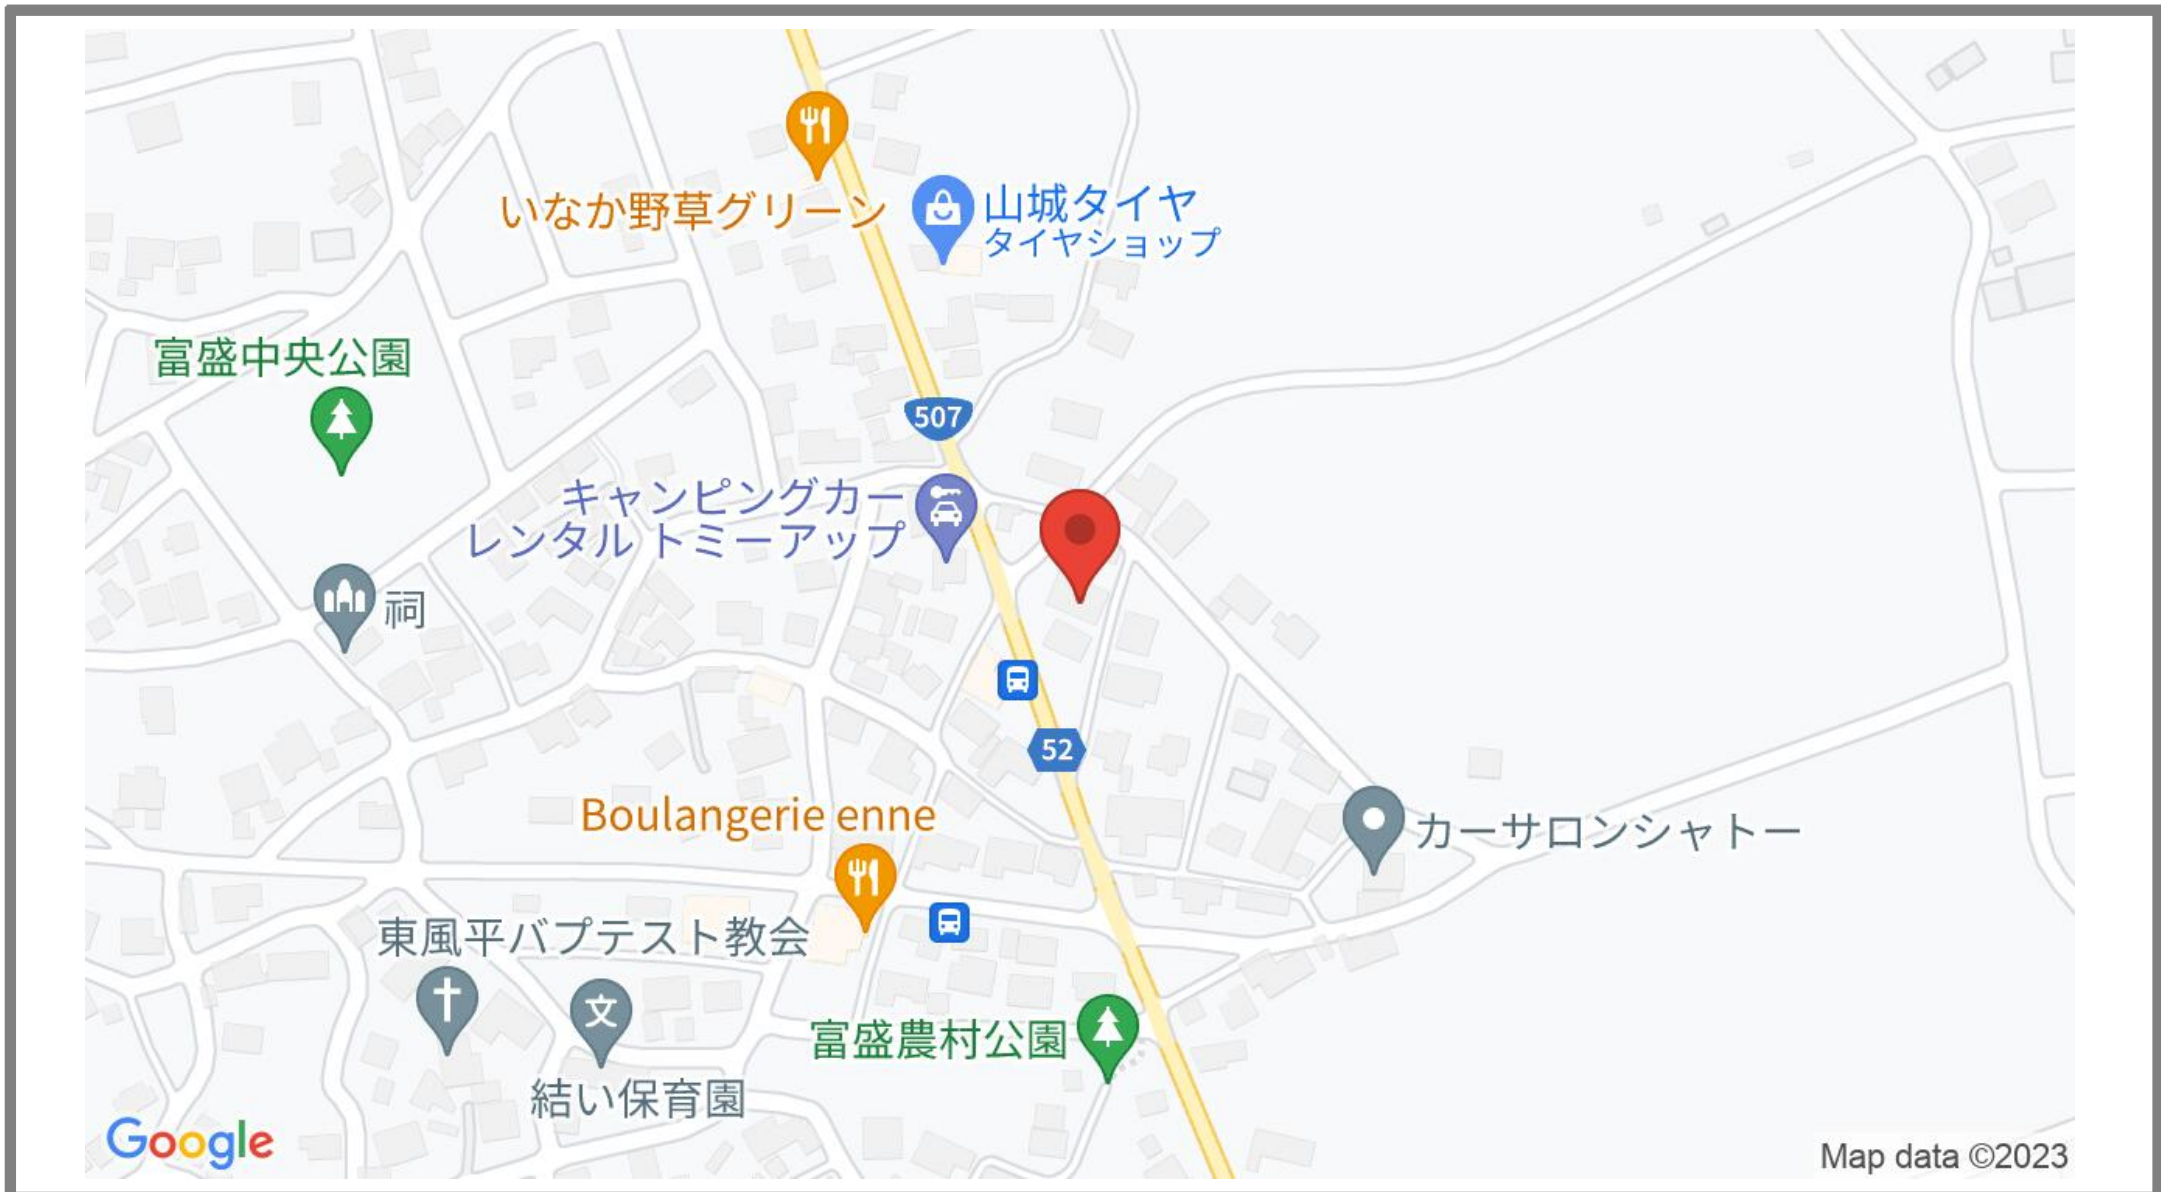 いなか野草グリーン
山城タイヤ
タイヤショップ
富盛中央公園
507
キャンピングカー
レンタルトミーアップ
祠
52
Boulangerie enne
カーサロンシャトー
東風平バプテスト教会
文
富盛農村公園
結い保育園
Google
Map data ©2023